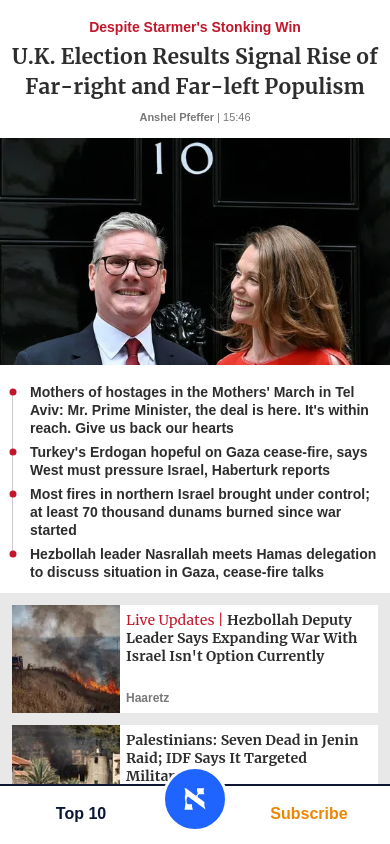 Despite Starmer's Stonking Win
U.K. Election Results Signal Rise of
Far-right and Far-left Populism
Anshel Pfeffer | 15:46
10
Mothers of hostages in the Mothers' March in Tel
Aviv: Mr. Prime Minister, the deal is here. It's within
reach. Give us back our hearts
Turkey's Erdogan hopeful on Gaza cease-fire, says
West must pressure Israel, Haberturk reports
Most fires in northern Israel brought under control;
at least 70 thousand dunams burned since war
started
Hezbollah leader Nasrallah meets Hamas delegation
to discuss situation in Gaza, cease-fire talks
Live Updates | Hezbollah Deputy
Leader Says Expanding War With
Israel Isn't Option Currently
Haaretz
Palestinians: Seven Dead in Jenin
Raid; IDF Says It Targeted
Top 10
Subscribe